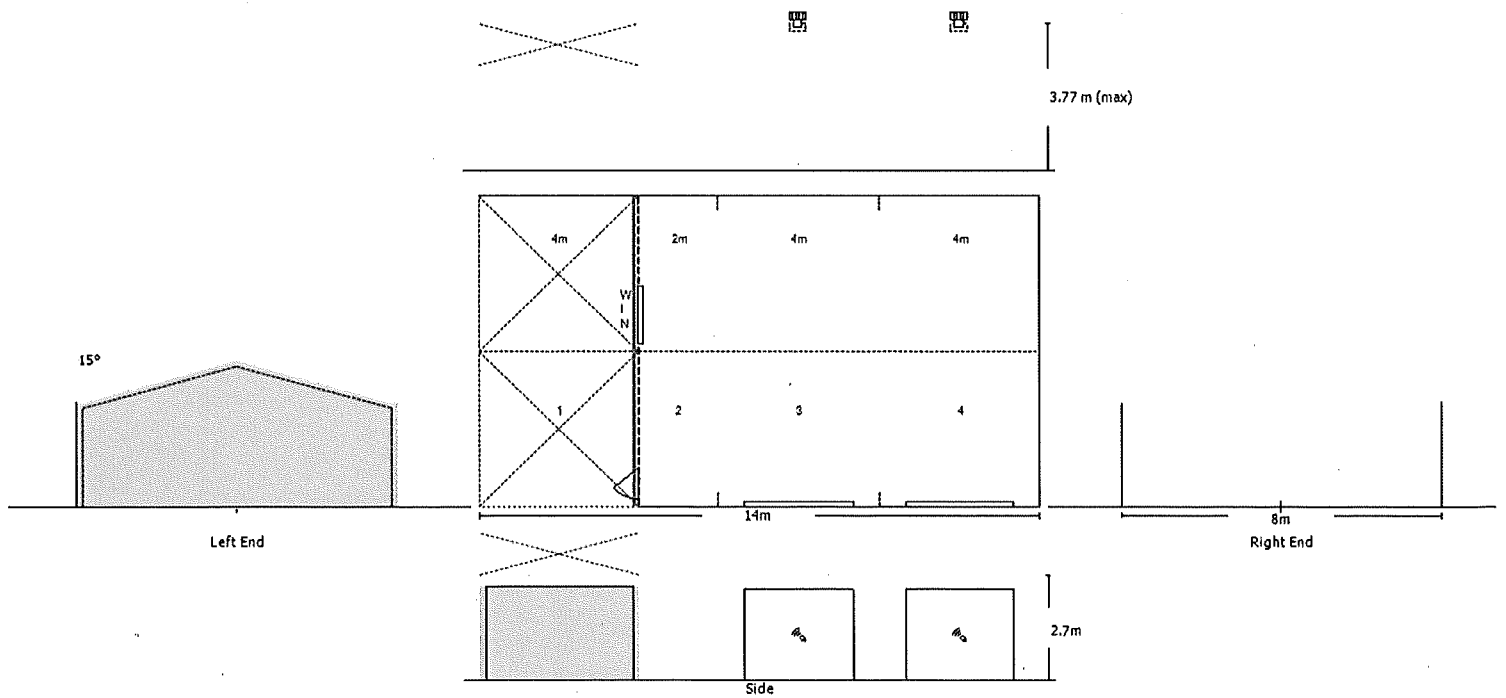 3.77 m (max)
4m 2m 4m 4m
W
I
N
15°
1 2 3 4
14m
8m
Left End
Right End
2.7m
Side